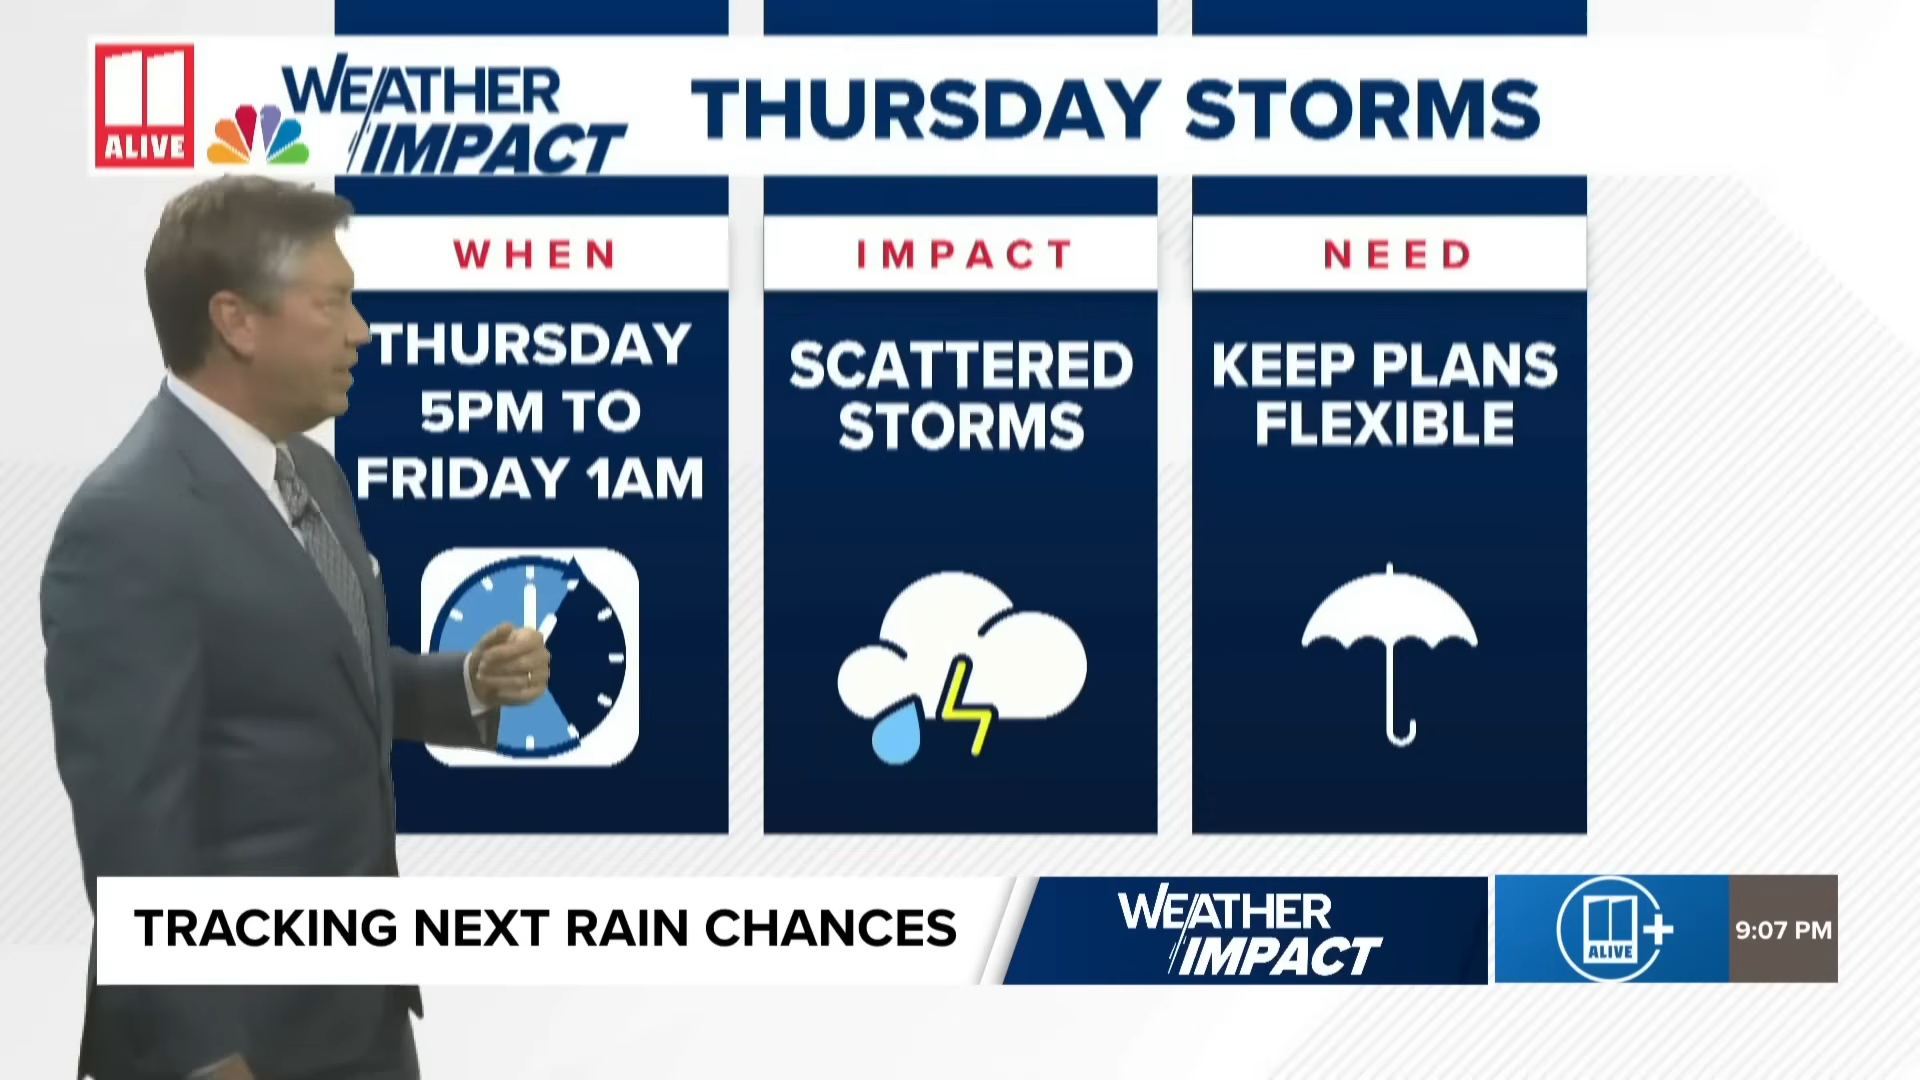 ALIVE
WEATHER
IMPACT
THURSDAY STORMS
WHEN
THURSDAY
5PM TO
FRIDAY 1AM
IMPACT
SCATTERED
STORMS
NEED
KEEP PLANS
FLEXIBLE
TRACKING NEXT RAIN CHANCES
WEATHER
IMPACT
11
ALIVE
+
9:07 PM